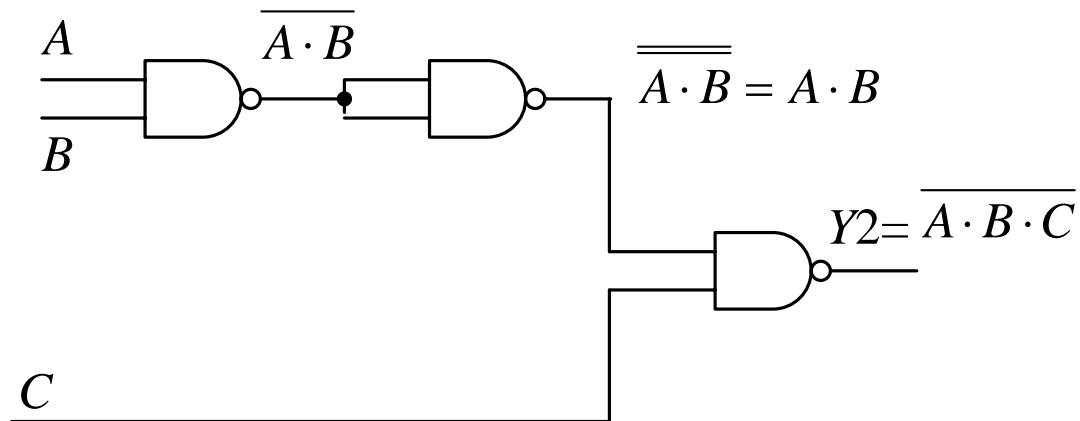 A
B
$\overline{A \cdot B}$
$\overline{\overline{A \cdot B}} = A \cdot B$
$Y2 = \overline{A \cdot B \cdot C}$
C